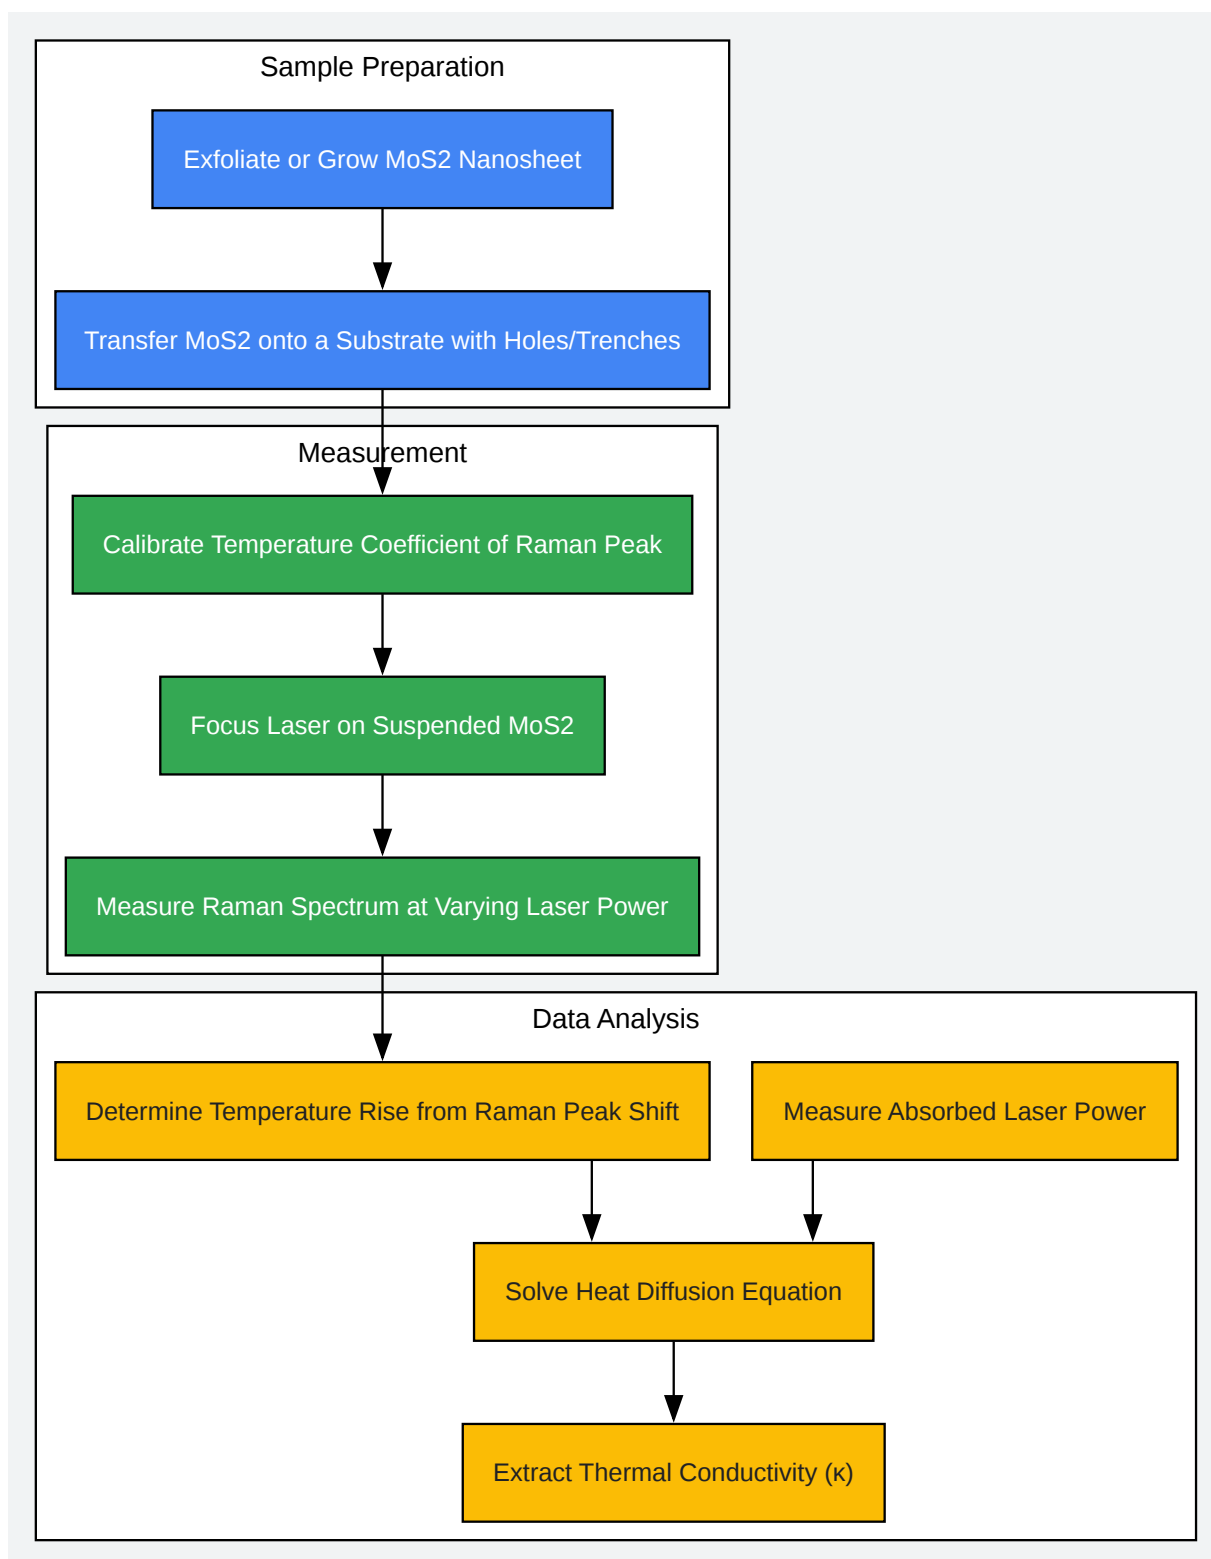 Sample Preparation
Exfoliate or Grow MoS2 Nanosheet
Transfer MoS2 onto a Substrate with Holes/Trenches
Measurement
Calibrate Temperature Coefficient of Raman Peak
Focus Laser on Suspended MoS2
Measure Raman Spectrum at Varying Laser Power
Data Analysis
Determine Temperature Rise from Raman Peak Shift
Measure Absorbed Laser Power
Solve Heat Diffusion Equation
Extract Thermal Conductivity (κ)